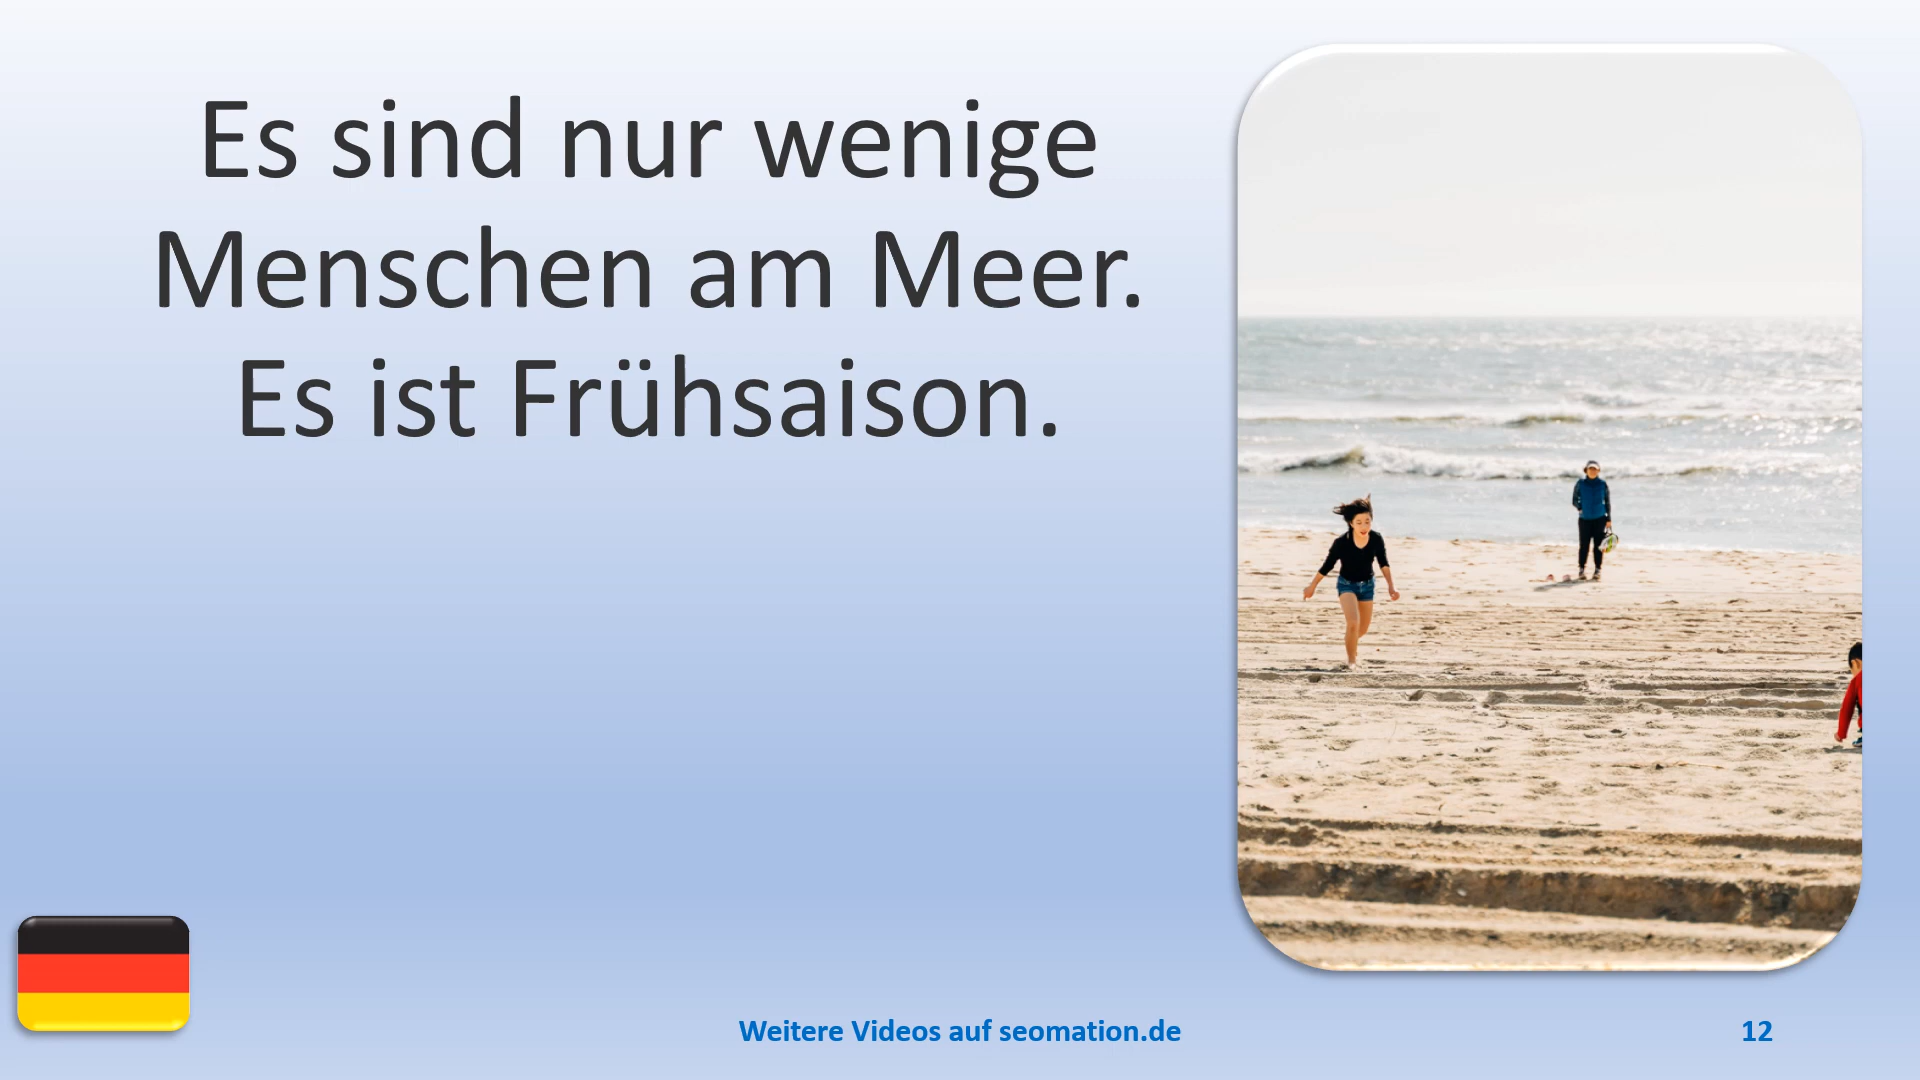 Es sind nur wenige
Menschen am Meer.
Es ist Frühsaison.
Weitere Videos auf seomation.de
12